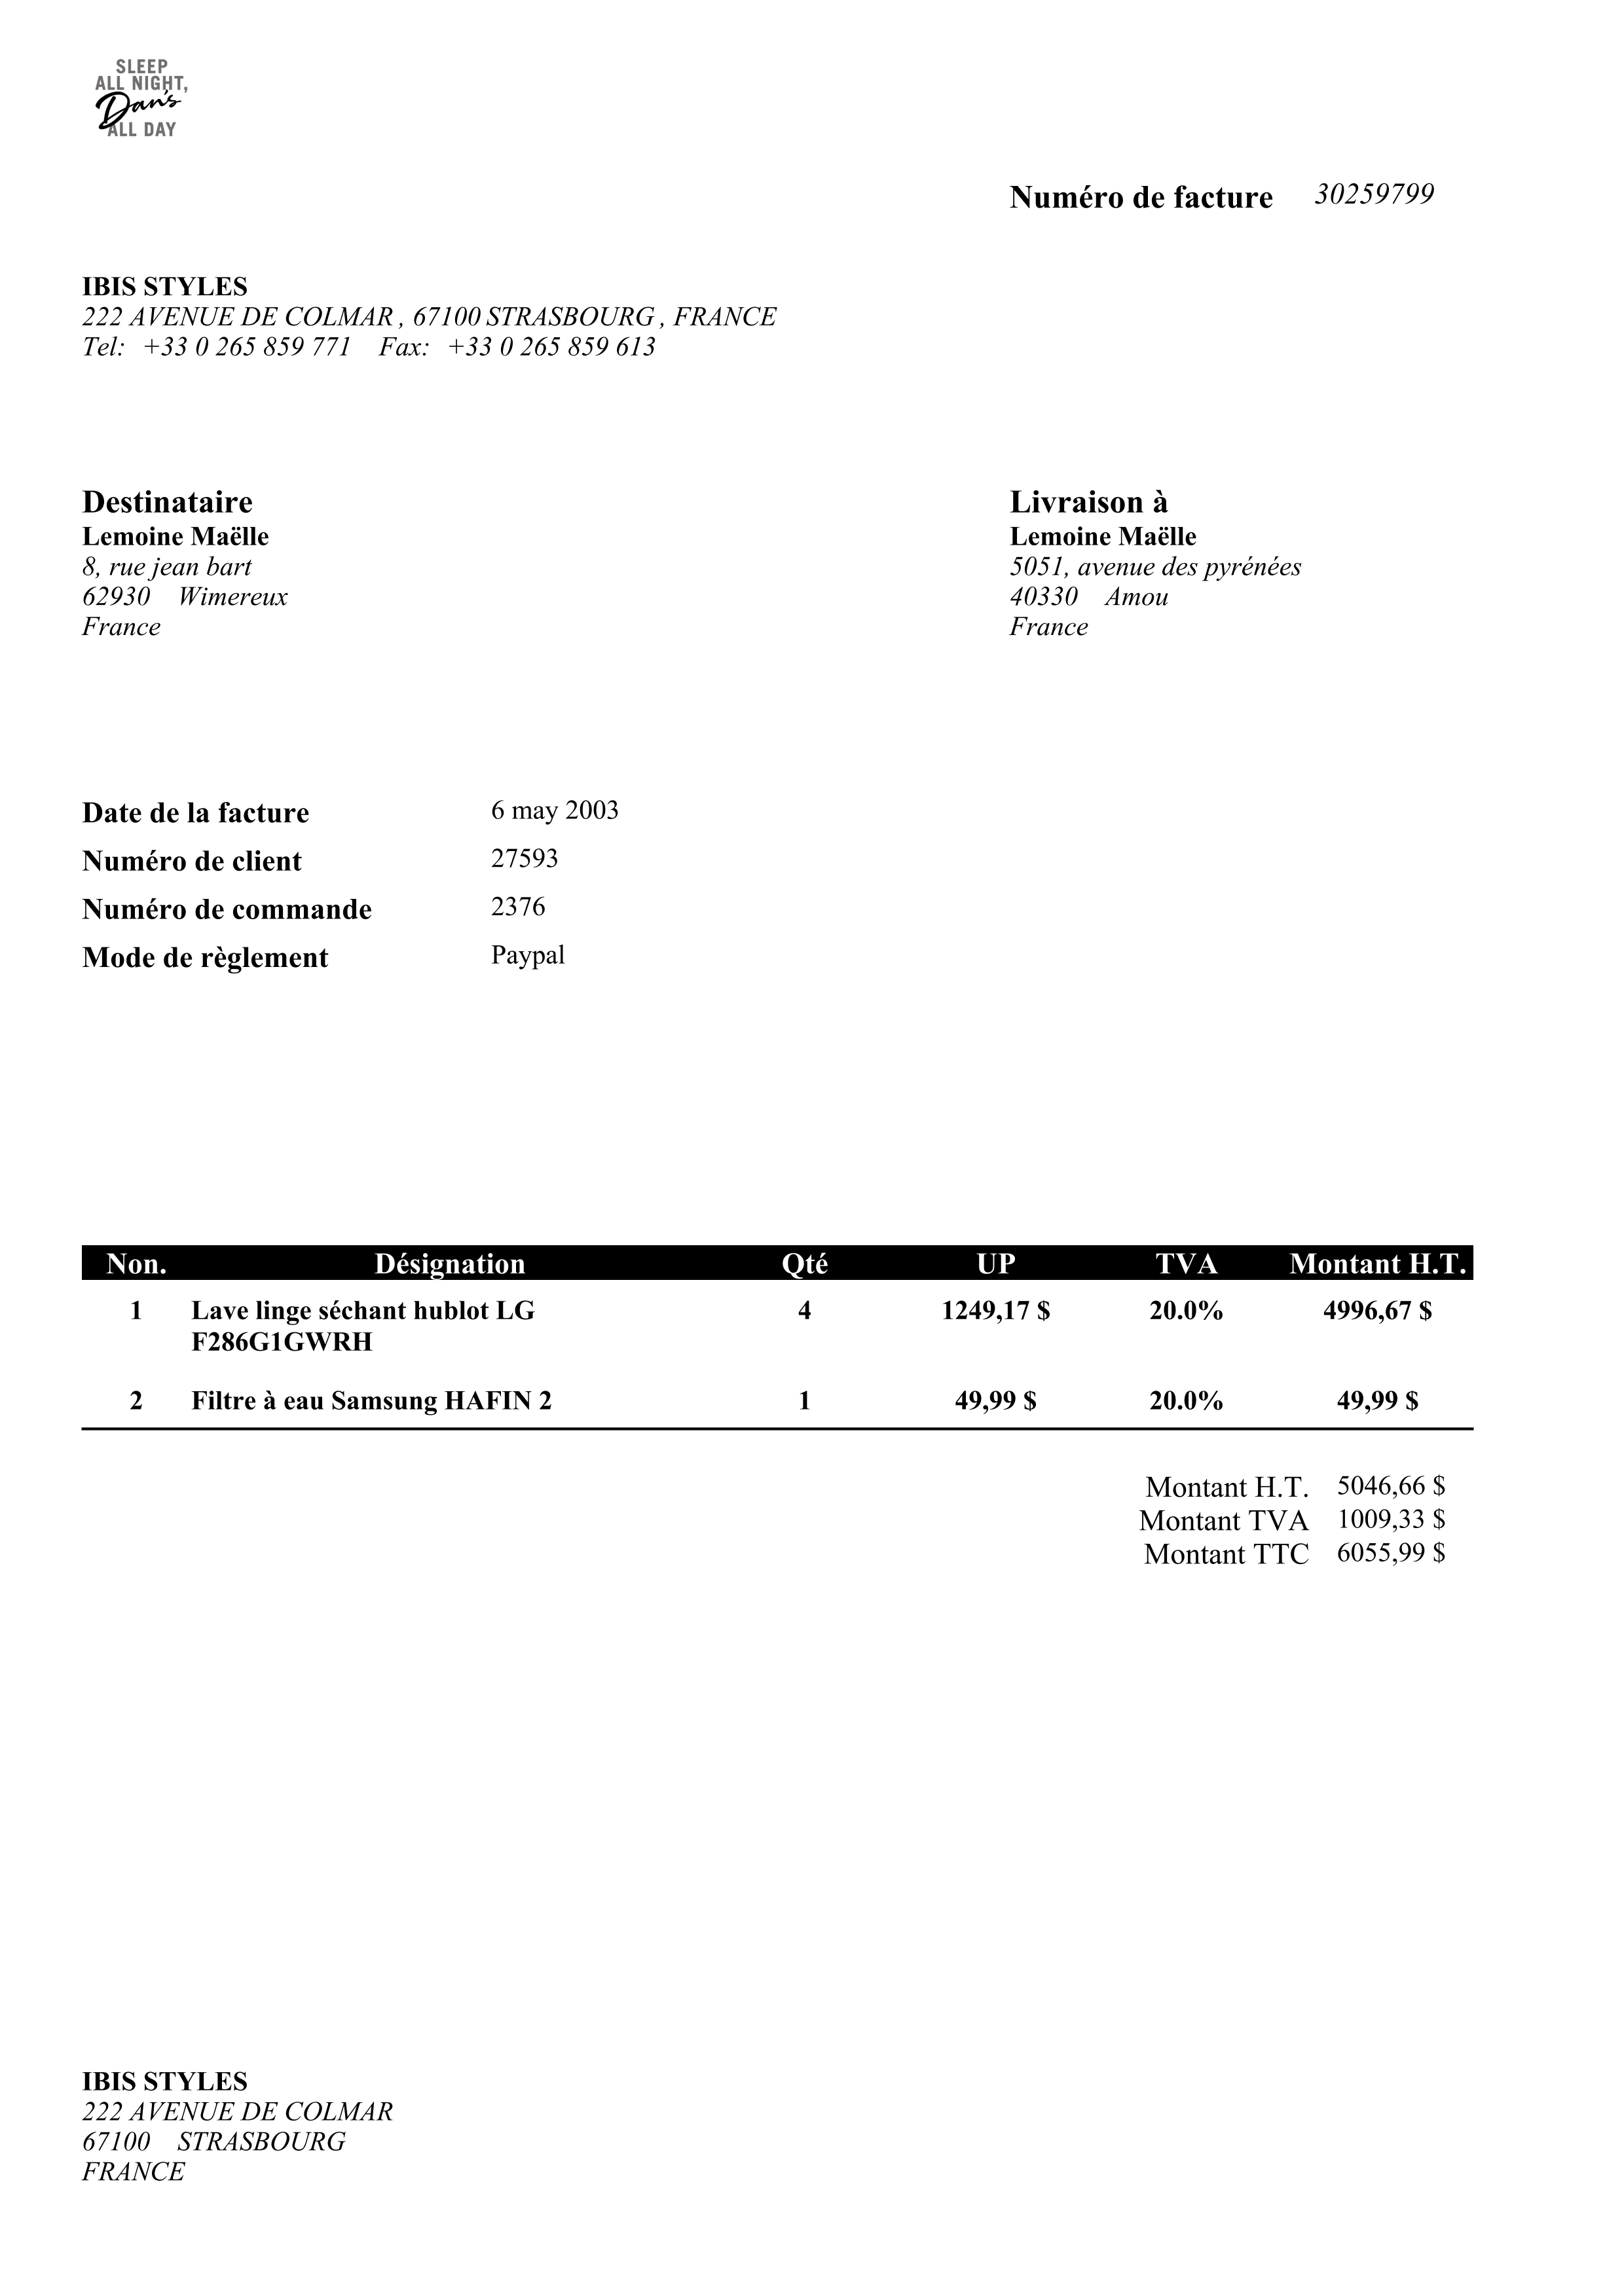 SLEEP
ALL NIGHT,
Dan's
ALL DAY
Numéro de facture 30259799
IBIS STYLES
222 AVENUE DE COLMAR , 67100 STRASBOURG , FRANCE
Tel: +33 0 265 859 771 Fax: +33 0 265 859 613
Destinataire
Lemoine Maëlle
8, rue jean bart
62930 Wimereux
France
Livraison à
Lemoine Maëlle
5051, avenue des pyrénées
40330 Amou
France
Date de la facture 6 may 2003
Numéro de client 27593
Numéro de commande 2376
Mode de règlement Paypal
Non. Désignation Qté UP TVA Montant H.T.
1 Lave linge séchant hublot LG 4 1249,17 $ 20.0% 4996,67 $
F286G1GWRH
2 Filtre à eau Samsung HAFIN 2 1 49,99 $ 20.0% 49,99 $
Montant H.T. 5046,66 $
Montant TVA 1009,33 $
Montant TTC 6055,99 $
IBIS STYLES
222 AVENUE DE COLMAR
67100 STRASBOURG
FRANCE